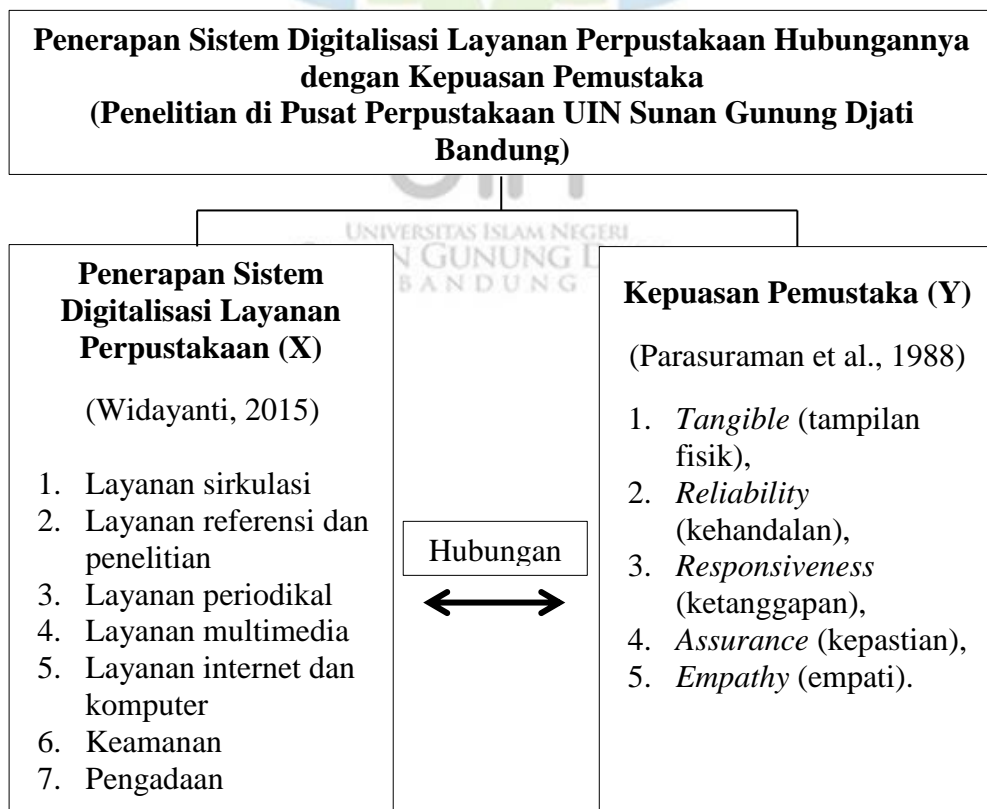 Penerapan Sistem Digitalisasi Layanan Perpustakaan Hubungannya
dengan Kepuasan Pemustaka
(Penelitian di Pusat Perpustakaan UIN Sunan Gunung Djati
Bandung)
UNIVERSITAS ISLAM NEGERI
GUNUNG
BANDUNG
Penerapan Sistem
Digitalisasi Layanan
Perpustakaan (X)
(Widayanti, 2015)
1. Layanan sirkulasi
2. Layanan referensi dan
penelitian
3. Layanan periodikal
4. Layanan multimedia
5. Layanan internet dan
komputer
6. Keamanan
7. Pengadaan
Hubungan
Kepuasan Pemustaka (Y)
(Parasuraman et al., 1988)
1. Tangible (tampilan
fisik),
2. Reliability
(kehandalan),
3. Responsiveness
(ketanggapan),
4. Assurance (kepastian),
5. Empathy (empati).